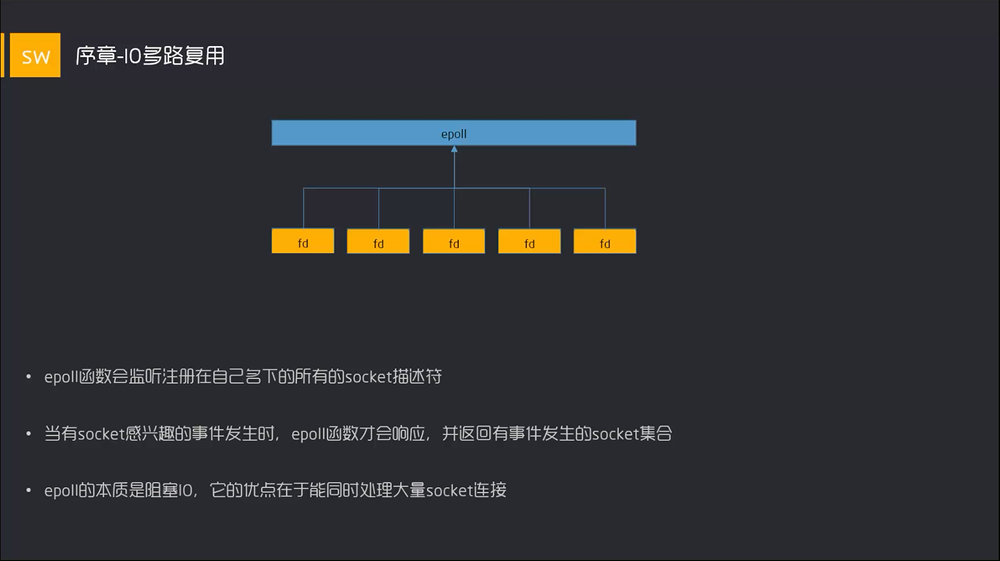 SW
序章-IO多路复用
epoll
fd fd fd fd fd
• epoll函数会监听注册在自己名下的所有的socket描述符
• 当有socket感兴趣的事件发生时，epoll函数才会响应，并返回有事件发生的socket集合
• epoll的本质是阻塞IO，它的优点在于能同时处理大量socket连接